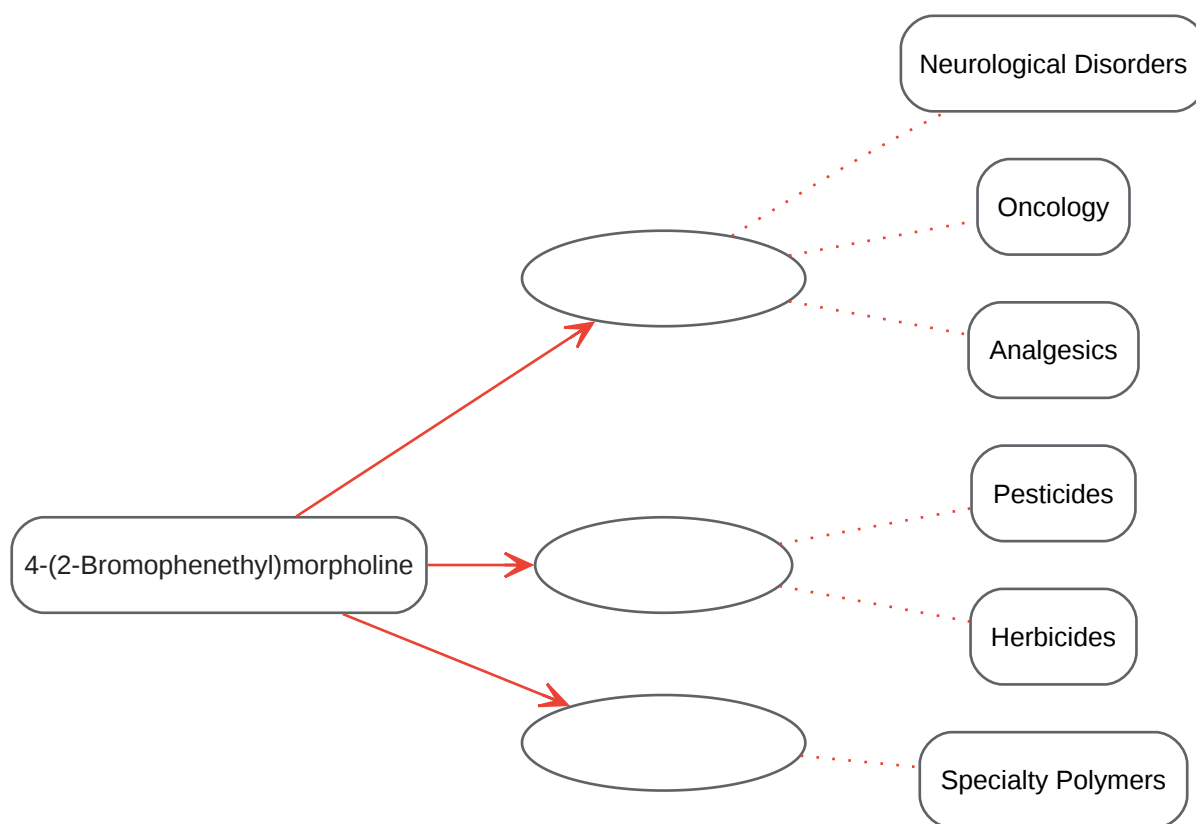 Neurological Disorders
Oncology
Analgesics
Pesticides
4-(2-Bromophenethyl)morpholine
Herbicides
Specialty Polymers